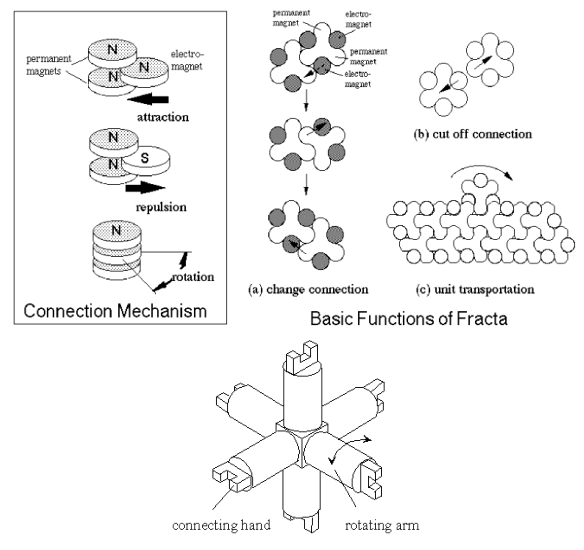 permanent
magnets
N
N
N
electro-
magnet
attraction
N
N
S
repulsion
N
rotation
Connection Mechanism
permanent
magnet
electro-
magnet
permanent
magnet
electro-
magnet
(a) change connection
(b) cut off connection
(c) unit transportation
Basic Functions of Fracta
connecting hand
rotating arm